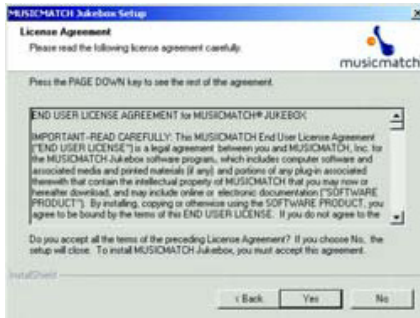 MUSICMATCH Jukebox Setup
License Agreement
Please read the following license agreement carefully.
musicmatch
Press the PAGE DOWN key to see the rest of the agreement.
END USER LICENSE AGREEMENT for MUSICMATCH® JUKEBOX
IMPORTANT-READ CAREFULLY: This MUSICMATCH End User License Agreement
("END USER LICENSE") is a legal agreement between you and MUSICMATCH, Inc. for
the MUSICMATCH Jukebox software program, which includes computer software and
associated media and printed materials (if any) and portions of any plug-in associated
therewith that contain the intellectual property of MUSICMATCH that you may now or
hereafter download, and may include online or electronic documentation ("SOFTWARE
PRODUCT"). By installing, copying or otherwise using the SOFTWARE PRODUCT, you
agree to be bound by the terms of this END USER LICENSE. If you do not agree to the
Do you accept all the terms of the preceding License Agreement? If you choose No, the
setup will close. To install MUSICMATCH Jukebox, you must accept this agreement.
InstallShield
< Back
Yes
No